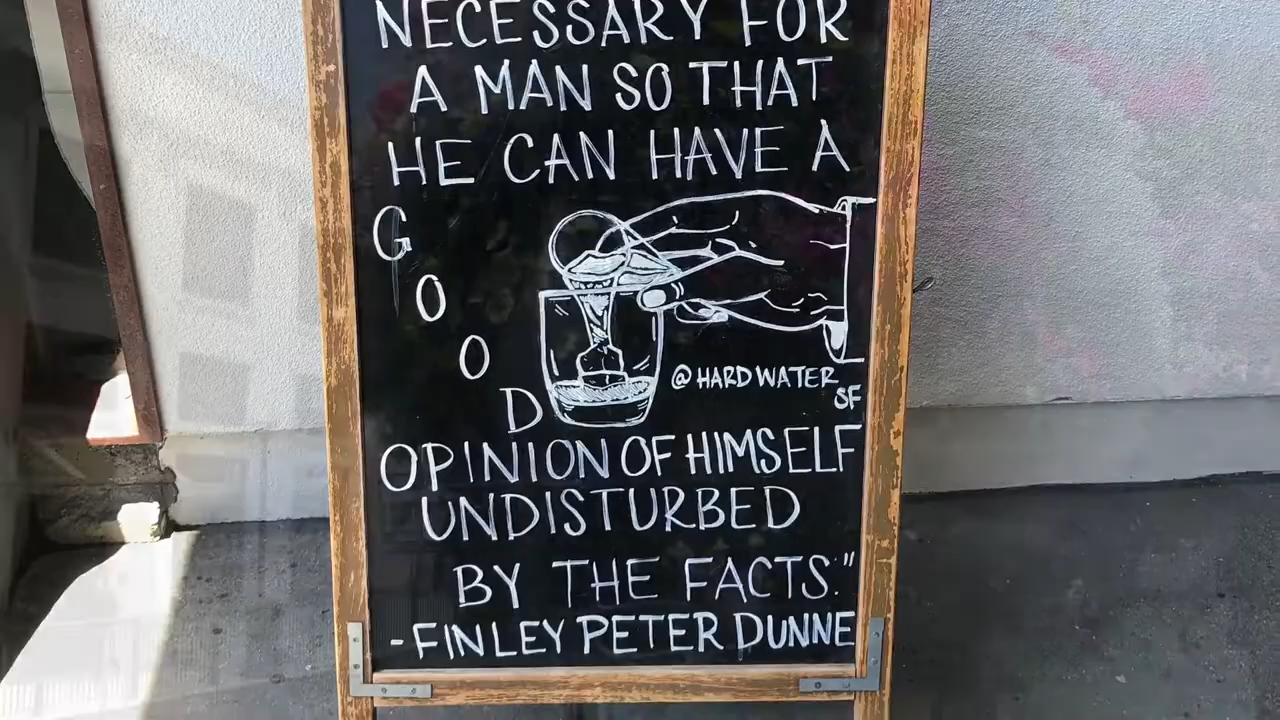 NECESSARY FOR
A MAN SO THAT
HE CAN HAVE A
GOOD
@HARD WATER
SF
OPINION OF HIMSELF
UNDISTURBED
BY THE FACTS."
-FINLEY PETER DUNNE